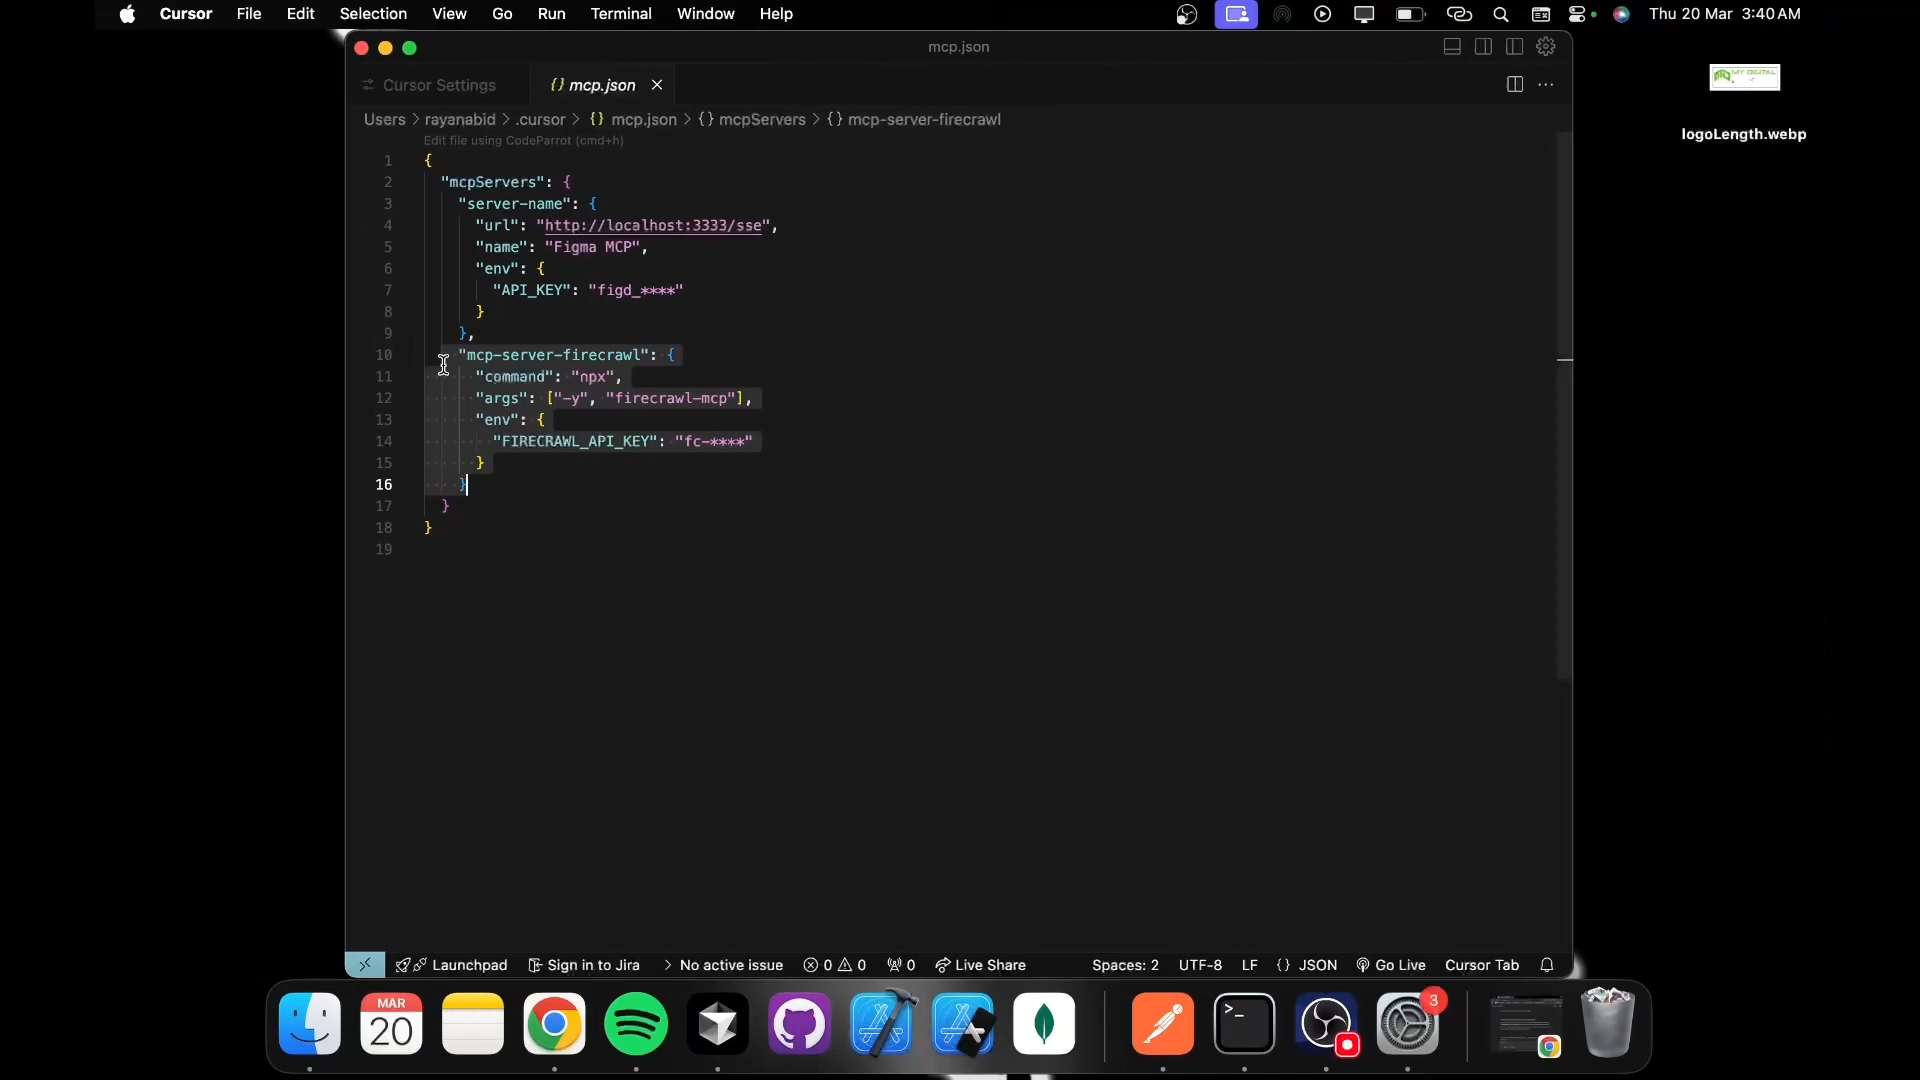 Cursor File Edit Selection View Go Run Terminal Window Help Thu 20 Mar 3:40 AM
mcp.json
Cursor Settings {} mcp.json
Users > rayanabid > .cursor > {} mcp.json > {} mcpServers > {} mcp-server-firecrawl
Edit file using CodeParrot (cmd+h)
1 {
2 "mcpServers": {
3 "server-name": {
4 "url": "http://localhost:3333/sse",
5 "name": "Figma MCP",
6 "env": {
7 "API_KEY": "figd_****"
8 }
9 },
10 "mcp-server-firecrawl": {
11 "command": "npx",
12 "args": ["-y", "firecrawl-mcp"],
13 "env": {
14 "FIRECRAWL_API_KEY": "fc-****"
15 }
16 }
17 }
18 }
19
MY DIGITAL
logoLength.webp
Launchpad Sign in to Jira > No active issue 0 0 0 Live Share Spaces: 2 UTF-8 LF {} JSON Go Live Cursor Tab
MAR
20
>_
3